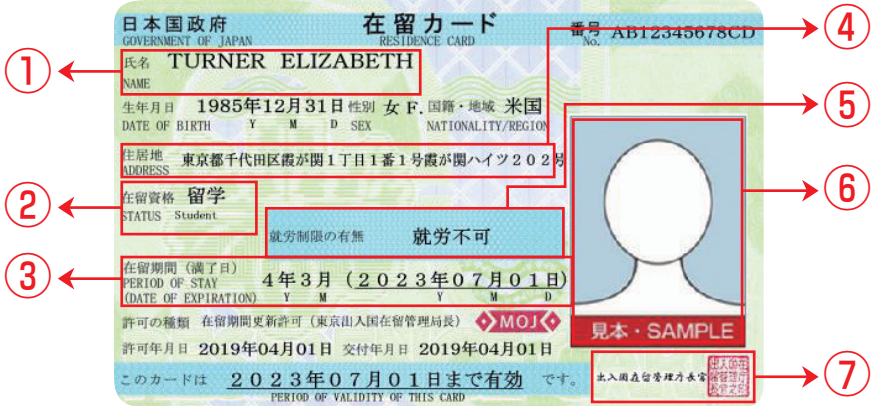 日本国政府 在留カード 番号 AB12345678CD
GOVERNMENT OF JAPAN RESIDENCE CARD No.
④
① 氏名 TURNER ELIZABETH
NAME
生年月日 1985年12月31日 性別 女 F. 国籍・地域 米国
DATE OF BIRTH Y M D SEX NATIONALITY/REGION
⑤
住居地 東京都千代田区霞が関1丁目1番1号霞が関ハイツ202号
ADDRESS
② 在留資格 留学
STATUS Student
⑥
就労制限の有無 就労不可
③ 在留期間(満了日)
PERIOD OF STAY 4年3月(2023年07月01日)
(DATE OF EXPIRATION) Y M Y M D
許可の種類 在留期間更新許可(東京出入国在留管理局長) MOJ
見本・SAMPLE
許可年月日 2019年04月01日 交付年月日 2019年04月01日
このカードは 2023年07月01日まで有効 です。
PERIOD OF VALIDITY OF THIS CARD
出入国在留管理庁長官
⑦